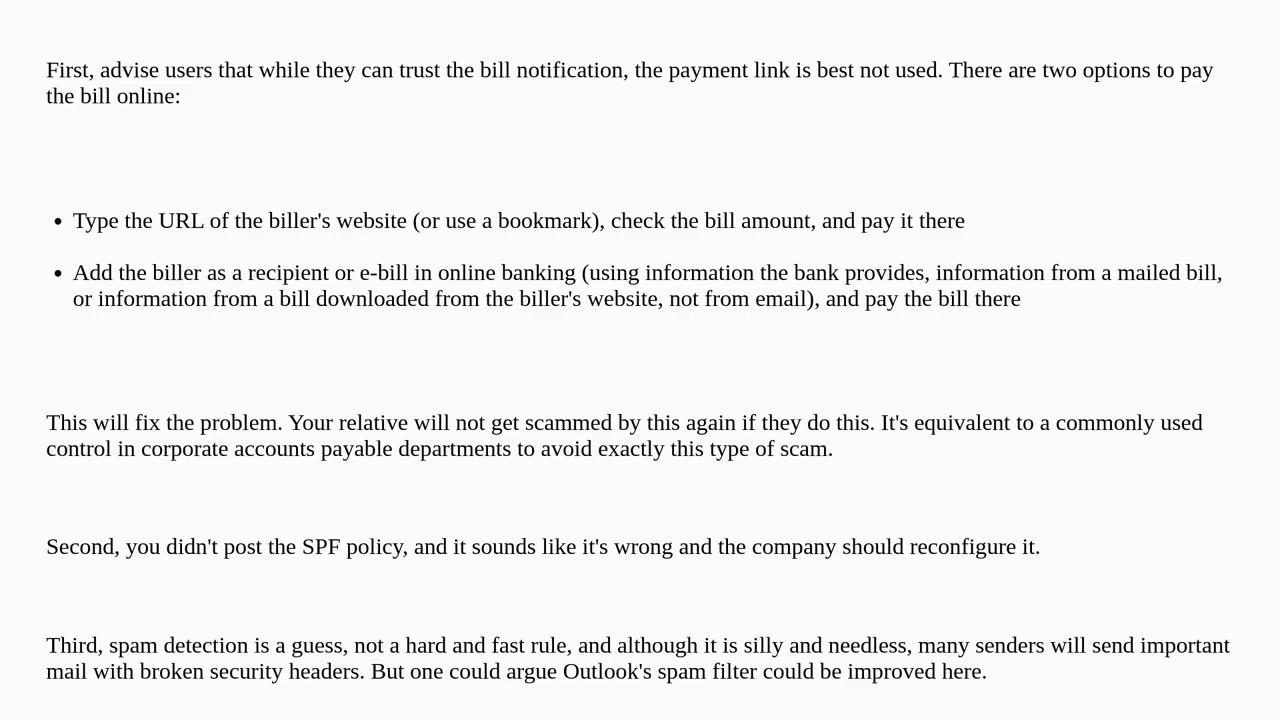 First, advise users that while they can trust the bill notification, the payment link is best not used. There are two options to pay
the bill online:
• Type the URL of the biller's website (or use a bookmark), check the bill amount, and pay it there
• Add the biller as a recipient or e-bill in online banking (using information the bank provides, information from a mailed bill,
or information from a bill downloaded from the biller's website, not from email), and pay the bill there
This will fix the problem. Your relative will not get scammed by this again if they do this. It's equivalent to a commonly used
control in corporate accounts payable departments to avoid exactly this type of scam.
Second, you didn't post the SPF policy, and it sounds like it's wrong and the company should reconfigure it.
Third, spam detection is a guess, not a hard and fast rule, and although it is silly and needless, many senders will send important
mail with broken security headers. But one could argue Outlook's spam filter could be improved here.